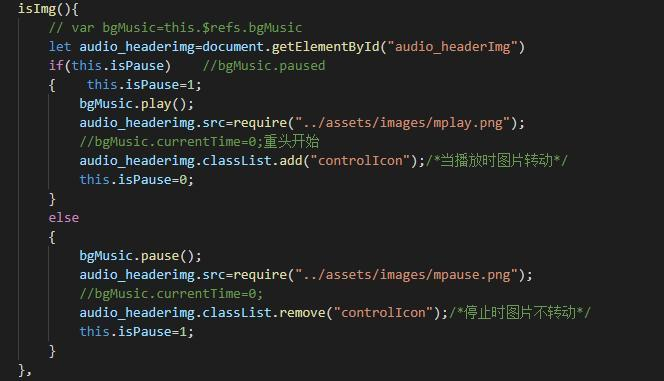 isImg(){
// var bgMusic=this.$refs.bgMusic
let audio_headerimg=document.getElementById("audio_headerImg")
if(this.isPause)    //bgMusic.paused
{    this.isPause=1;
bgMusic.play();
audio_headerimg.src=require("../assets/images/mplay.png");
//bgMusic.currentTime=0;重头开始
audio_headerimg.classList.add("controlIcon");/*当播放时图片转动*/
this.isPause=0;
}
else
{
bgMusic.pause();
audio_headerimg.src=require("../assets/images/mpause.png");
//bgMusic.currentTime=0;
audio_headerimg.classList.remove("controlIcon");/*停止时图片不转动*/
this.isPause=1;
}
},